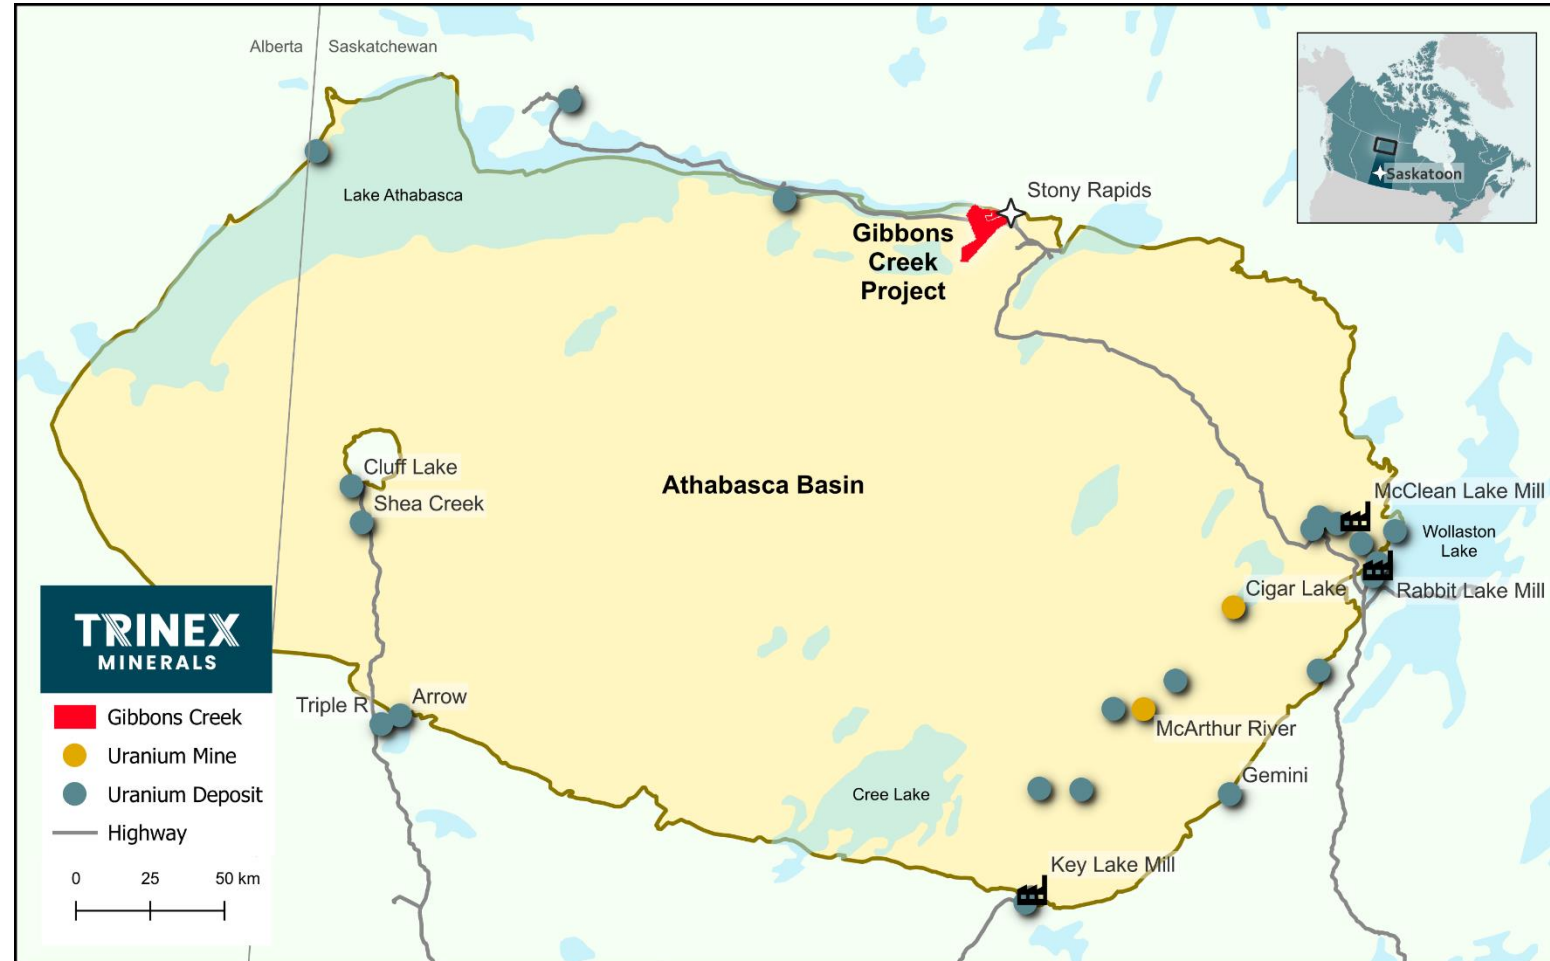 Alberta
Saskatchewan
Saskatoon
Stony Rapids
Lake Athabasca
Gibbons
Creek
Project
Cluff Lake
Athabasca Basin
McClean Lake Mill
Shea Creek
Wollaston
Lake
Cigar Lake
Rabbit Lake Mill
TRINEX
MINERALS
Triple R
Arrow
Gibbons Creek
McArthur River
Uranium Mine
Gemini
Uranium Deposit
Cree Lake
Highway
Key Lake Mill
0 25 50 km